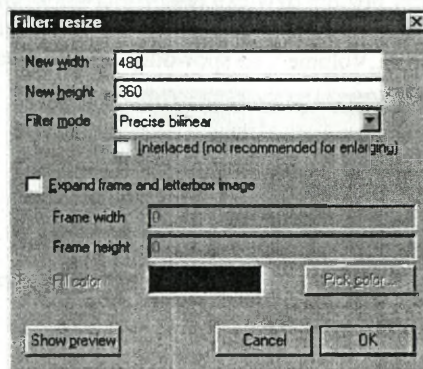 Filter: resize
New width 480
New height 360
Filter mode Precise bilinear
Interlaced (not recommended for enlarging)
Expand frame and letterbox image
Frame width 0
Frame height 0
Fill color Pick color...
Show preview Cancel OK